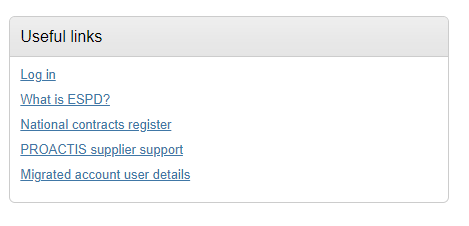 Useful links
Log in
What is ESPD?
National contracts register
PROACTIS supplier support
Migrated account user details